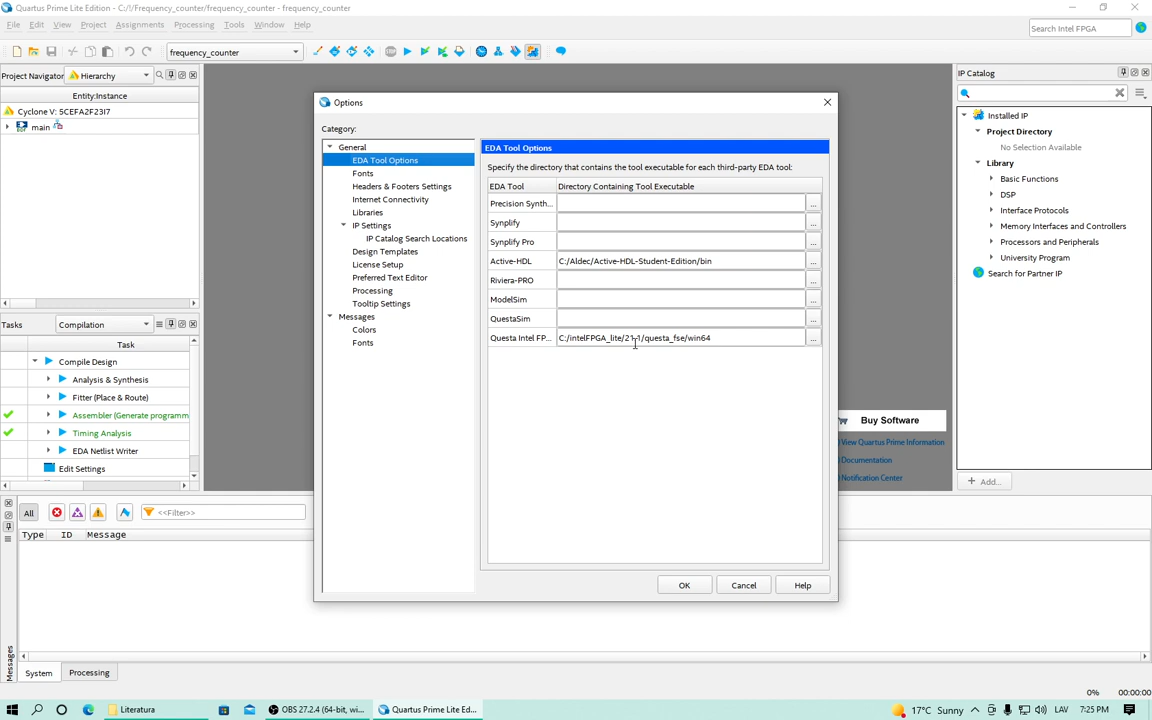 Quartus Prime Lite Edition - C:/!/Frequency_counter/frequency_counter - frequency_counter
File Edit View Project Assignments Processing Tools Window Help
Search Intel FPGA
frequency_counter
Project Navigator Hierarchy
Entity:Instance
Cyclone V: 5CEFA2F23I7
main
Tasks Compilation
Task
Compile Design
Analysis & Synthesis
Fitter (Place & Route)
Assembler (Generate programm
Timing Analysis
EDA Netlist Writer
Edit Settings
Options
Category:
General
EDA Tool Options
Fonts
Headers & Footers Settings
Internet Connectivity
Libraries
IP Settings
IP Catalog Search Locations
Design Templates
License Setup
Preferred Text Editor
Processing
Tooltip Settings
Messages
Colors
Fonts
EDA Tool Options
Specify the directory that contains the tool executable for each third-party EDA tool:
EDA Tool Directory Containing Tool Executable
Precision Synth... ...
Synplify ...
Synplify Pro ...
Active-HDL C:/Aldec/Active-HDL-Student-Edition/bin ...
Riviera-PRO ...
ModelSim ...
QuestaSim ...
Questa Intel FP... C:/intelFPGA_lite/21.1/questa_fse/win64 ...
OK Cancel Help
Buy Software
View Quartus Prime Information
Documentation
Notification Center
IP Catalog
Installed IP
Project Directory
No Selection Available
Library
Basic Functions
DSP
Interface Protocols
Memory Interfaces and Controllers
Processors and Peripherals
University Program
Search for Partner IP
+ Add...
All <<Filter>>
Type ID Message
Messages
System Processing
0% 00:00:00
Literatura OBS 27.2.4 (64-bit, wi... Quartus Prime Lite Ed... 17°C Sunny LAV 7:25 PM